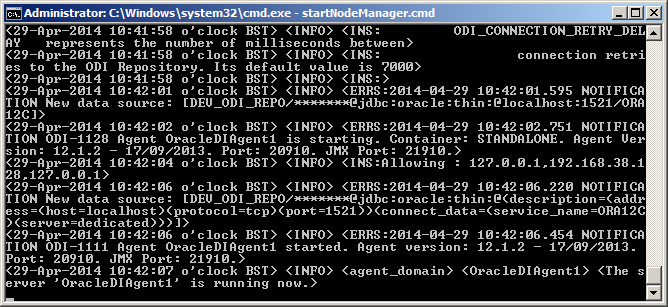 Administrator: C:\Windows\system32\cmd.exe - startNodeManager.cmd
<29-Apr-2014 10:41:58 o'clock BST> <INFO> <INS:        ODI_CONNECTION_RETRY_DEL
AY   represents the number of milliseconds between>
<29-Apr-2014 10:41:58 o'clock BST> <INFO> <INS:               connection retri
es to the ODI Repository. Its default value is 7000>
<29-Apr-2014 10:41:58 o'clock BST> <INFO> <INS:>
<29-Apr-2014 10:42:01 o'clock BST> <INFO> <ERRS:2014-04-29 10:42:01.595 NOTIFICA
TION New data source: [DEV_ODI_REPO/*******@jdbc:oracle:thin:@localhost:1521/ORA
12C]>
<29-Apr-2014 10:42:02 o'clock BST> <INFO> <ERRS:2014-04-29 10:42:02.751 NOTIFICA
TION ODI-1128 Agent OracleDIAgent1 is starting. Container: STANDALONE. Agent Ver
sion: 12.1.2 - 17/09/2013. Port: 20910. JMX Port: 21910.>
<29-Apr-2014 10:42:04 o'clock BST> <INFO> <INS:Allowing : 127.0.0.1,192.168.38.1
28,127.0.0.1>
<29-Apr-2014 10:42:06 o'clock BST> <INFO> <ERRS:2014-04-29 10:42:06.220 NOTIFICA
TION New data source: [DEV_ODI_REPO/*******@jdbc:oracle:thin:@(description=(addr
ess=(host=localhost)(protocol=tcp)(port=1521))(connect_data=(service_name=ORA12C
)(server=dedicated)))]>
<29-Apr-2014 10:42:06 o'clock BST> <INFO> <ERRS:2014-04-29 10:42:06.454 NOTIFICA
TION ODI-1111 Agent OracleDIAgent1 started. Agent version: 12.1.2 - 17/09/2013.
Port: 20910. JMX Port: 21910.>
<29-Apr-2014 10:42:07 o'clock BST> <INFO> <agent_domain> <OracleDIAgent1> <The s
erver 'OracleDIAgent1' is running now.>